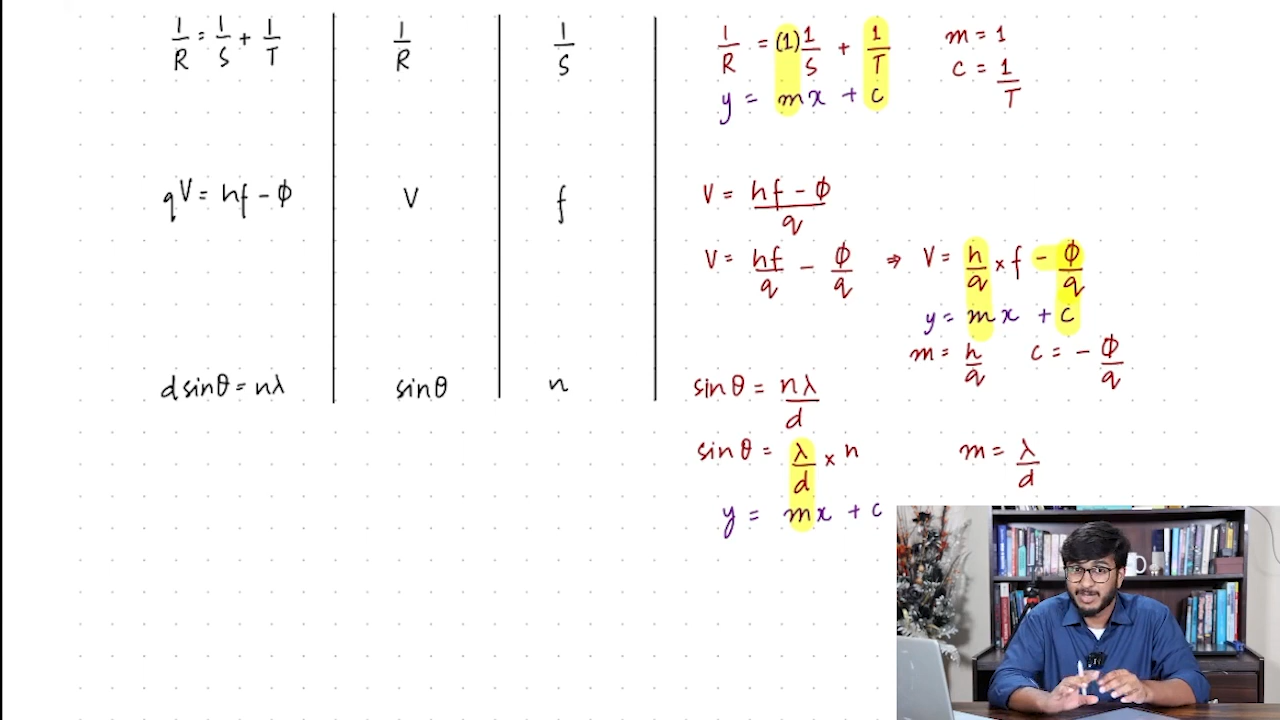 1/R = 1/S + 1/T
1/R
1/S
1/R = (1) 1/S + 1/T
y = mx + c
m = 1
c = 1/T
qV = hf - ϕ
V
f
V = (hf - ϕ)/q
V = hf/q - ϕ/q ⇒ V = h/q × f - ϕ/q
y = mx + c
m = h/q c = - ϕ/q
d sinθ = nλ
sinθ
n
sinθ = nλ/d
sinθ = λ/d × n
m = λ/d
y = mx + c